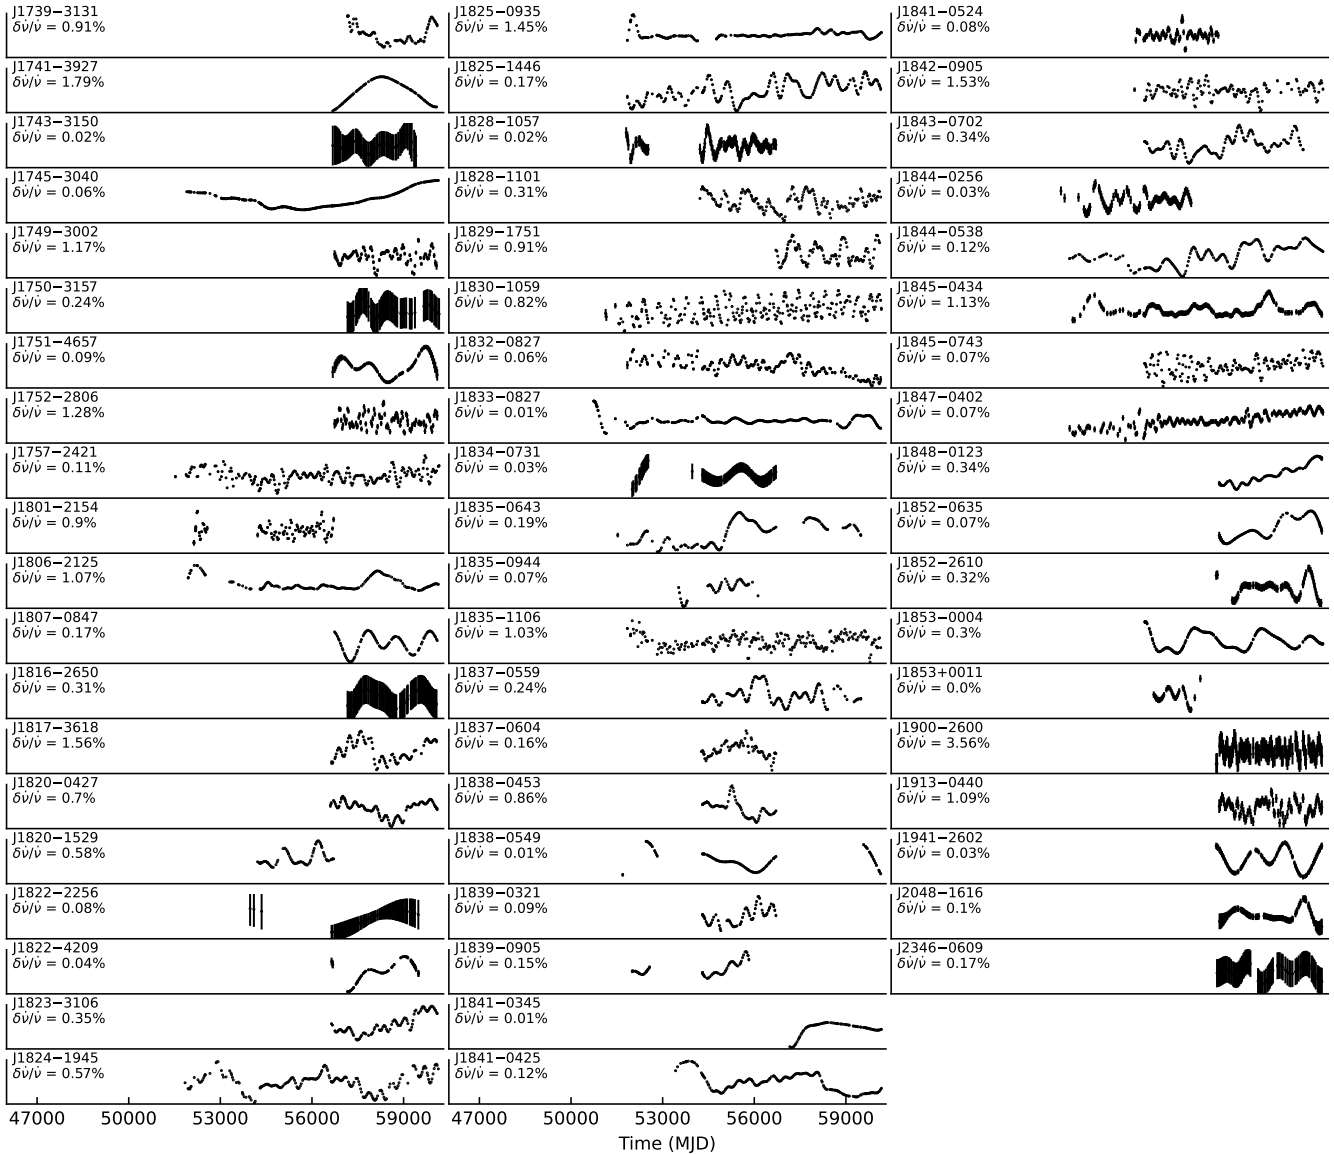 J1739−3131
δν̇/ν̇ = 0.91%
J1741−3927
δν̇/ν̇ = 1.79%
J1743−3150
δν̇/ν̇ = 0.02%
J1745−3040
δν̇/ν̇ = 0.06%
J1749−3002
δν̇/ν̇ = 1.17%
J1750−3157
δν̇/ν̇ = 0.24%
J1751−4657
δν̇/ν̇ = 0.09%
J1752−2806
δν̇/ν̇ = 1.28%
J1757−2421
δν̇/ν̇ = 0.11%
J1801−2154
δν̇/ν̇ = 0.9%
J1806−2125
δν̇/ν̇ = 1.07%
J1807−0847
δν̇/ν̇ = 0.17%
J1816−2650
δν̇/ν̇ = 0.31%
J1817−3618
δν̇/ν̇ = 1.56%
J1820−0427
δν̇/ν̇ = 0.7%
J1820−1529
δν̇/ν̇ = 0.58%
J1822−2256
δν̇/ν̇ = 0.08%
J1822−4209
δν̇/ν̇ = 0.04%
J1823−3106
δν̇/ν̇ = 0.35%
J1824−1945
δν̇/ν̇ = 0.57%
47000 50000 53000 56000 59000
J1825−0935
δν̇/ν̇ = 1.45%
J1825−1446
δν̇/ν̇ = 0.17%
J1828−1057
δν̇/ν̇ = 0.02%
J1828−1101
δν̇/ν̇ = 0.31%
J1829−1751
δν̇/ν̇ = 0.91%
J1830−1059
δν̇/ν̇ = 0.82%
J1832−0827
δν̇/ν̇ = 0.06%
J1833−0827
δν̇/ν̇ = 0.01%
J1834−0731
δν̇/ν̇ = 0.03%
J1835−0643
δν̇/ν̇ = 0.19%
J1835−0944
δν̇/ν̇ = 0.07%
J1835−1106
δν̇/ν̇ = 1.03%
J1837−0559
δν̇/ν̇ = 0.24%
J1837−0604
δν̇/ν̇ = 0.16%
J1838−0453
δν̇/ν̇ = 0.86%
J1838−0549
δν̇/ν̇ = 0.01%
J1839−0321
δν̇/ν̇ = 0.09%
J1839−0905
δν̇/ν̇ = 0.15%
J1841−0345
δν̇/ν̇ = 0.01%
J1841−0425
δν̇/ν̇ = 0.12%
47000 50000 53000 56000 59000
Time (MJD)
J1841−0524
δν̇/ν̇ = 0.08%
J1842−0905
δν̇/ν̇ = 1.53%
J1843−0702
δν̇/ν̇ = 0.34%
J1844−0256
δν̇/ν̇ = 0.03%
J1844−0538
δν̇/ν̇ = 0.12%
J1845−0434
δν̇/ν̇ = 1.13%
J1845−0743
δν̇/ν̇ = 0.07%
J1847−0402
δν̇/ν̇ = 0.07%
J1848−0123
δν̇/ν̇ = 0.34%
J1852−0635
δν̇/ν̇ = 0.07%
J1852−2610
δν̇/ν̇ = 0.32%
J1853−0004
δν̇/ν̇ = 0.3%
J1853+0011
δν̇/ν̇ = 0.0%
J1900−2600
δν̇/ν̇ = 3.56%
J1913−0440
δν̇/ν̇ = 1.09%
J1941−2602
δν̇/ν̇ = 0.03%
J2048−1616
δν̇/ν̇ = 0.1%
J2346−0609
δν̇/ν̇ = 0.17%